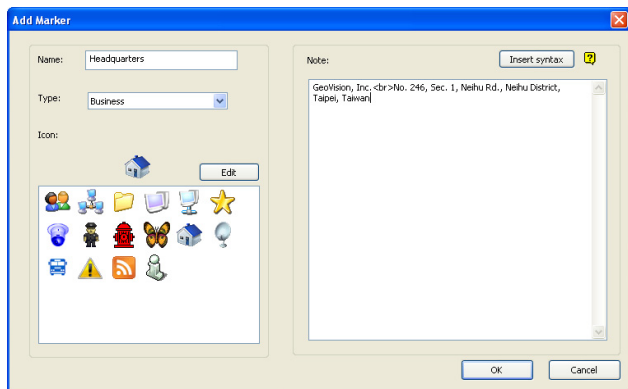 Add Marker
Name:
Headquarters
Type:
Business
Icon:
Edit
Note:
Insert syntax
GeoVision, Inc.<br>No. 246, Sec. 1, Neihu Rd., Neihu District,
Taipei, Taiwan
OK
Cancel